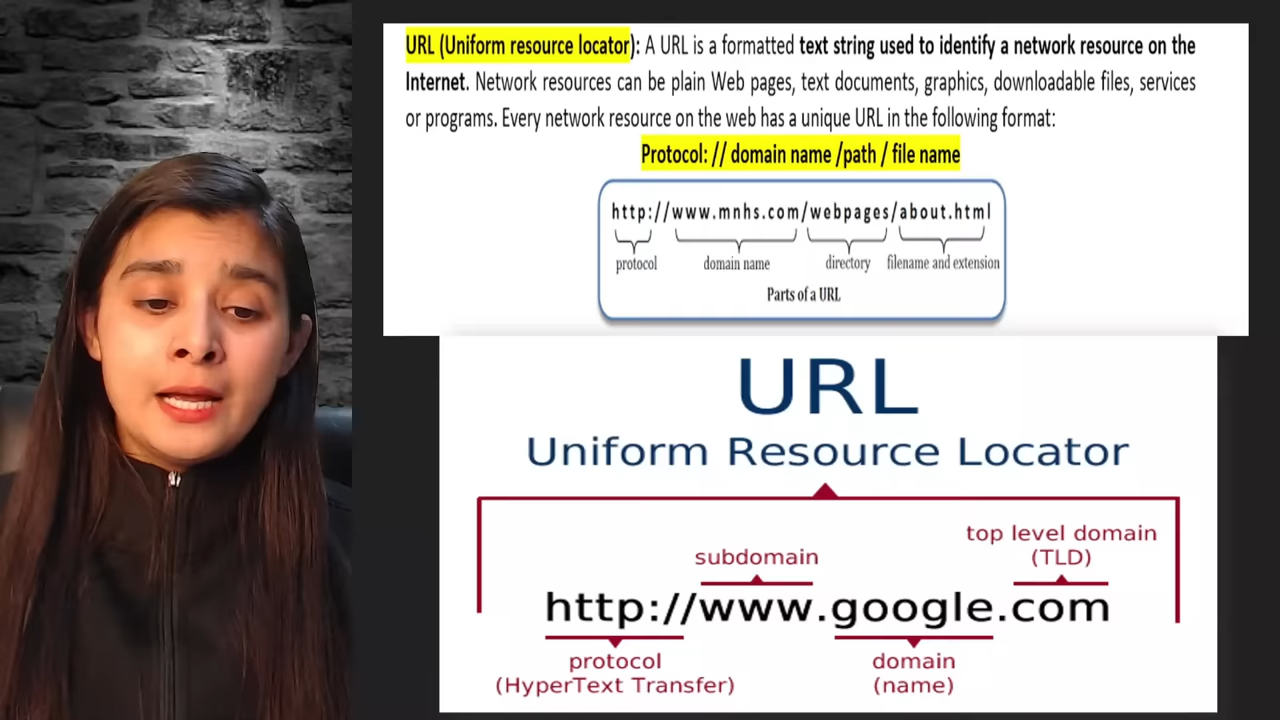 URL (Uniform resource locator): A URL is a formatted text string used to identify a network resource on the
Internet. Network resources can be plain Web pages, text documents, graphics, downloadable files, services
or programs. Every network resource on the web has a unique URL in the following format:
Protocol: // domain name /path / file name
http://www.mnhs.com/webpages/about.html
protocol domain name directory filename and extension
Parts of a URL
URL
Uniform Resource Locator
top level domain
(TLD)
subdomain
http://www.google.com
protocol domain
(HyperText Transfer) (name)